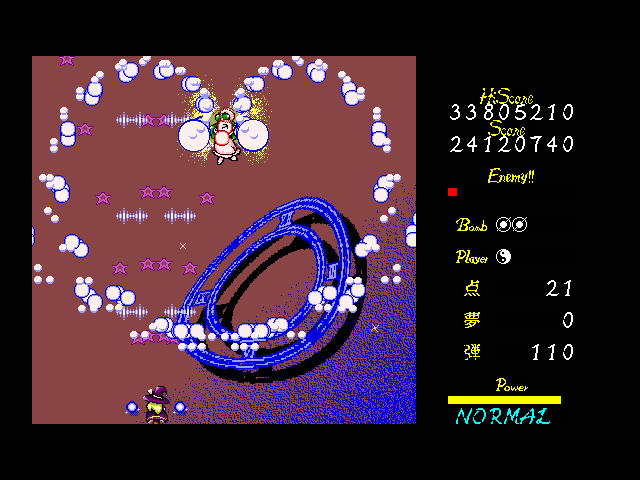 HiScore
33805210
Score
24120740
Enemy!!
Bomb
Player
点 21
夢 0
弾 110
Power
NORMAL